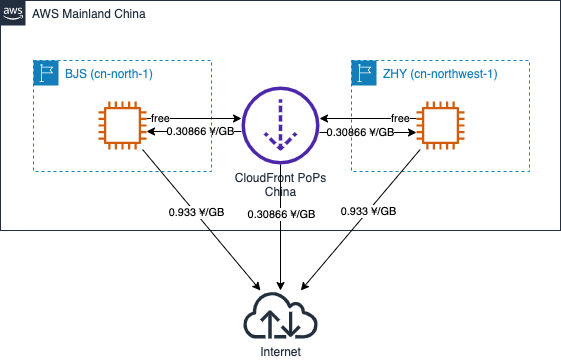 aws
AWS Mainland China
BJS (cn-north-1)
ZHY (cn-northwest-1)
free
free
0.30866 ¥/GB
0.30866 ¥/GB
CloudFront PoPs
China
0.933 ¥/GB
0.30866 ¥/GB
0.933 ¥/GB
Internet